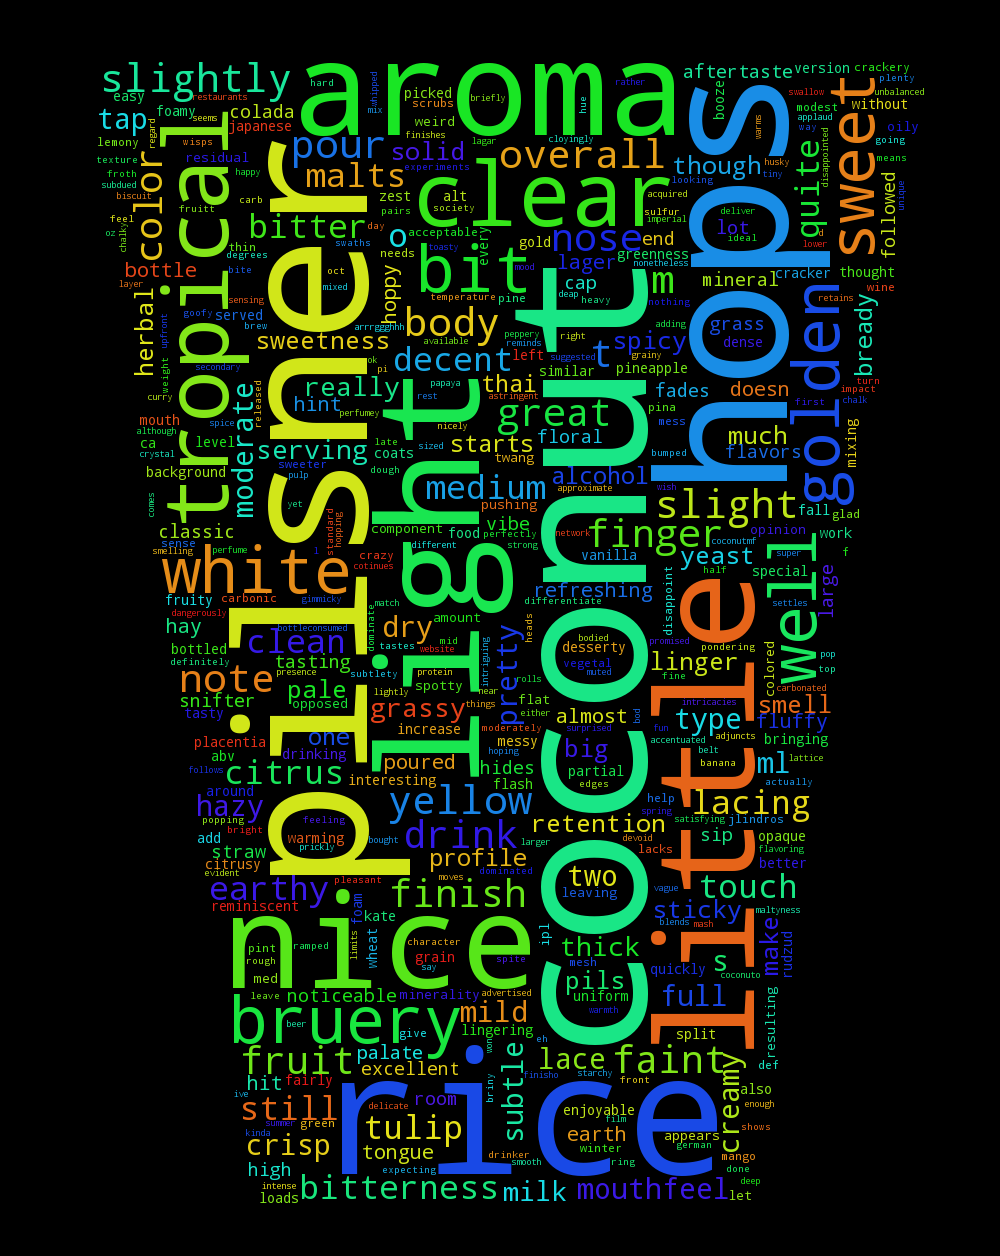 slightly
aroma
aftertaste
version
crackery
plenty
hard
whipped
rather
easy
foamy
restaurants
seems
mix
picked
scrubs
briefly
hue
booze
swallow
modest
without
unbalanced
tap
lemony
wisps
colada
japanese
weird
finishes
lagar
cloyingly
warms
applaud
way
disappointed
oily
going
means
regard
pour
solid
overall
though
husky
sweet
texture
froth
subdued
biscuit
residual
happy
malts
experiments
clear
looking
tiny
quite
followed
unique
color
tropical
fruitt
carb
zest
pairs
alt
society
acquired
sulfur
imperial
deliver
feel
oz
chalky
bitter
day
acceptable
every
nose
end
lot
ideal
lower
thin
degrees
swaths
o
needs
gold
greenness
nonetheless
hops
bottle
layer
bite
oct
mixed
toasty
bit
mood
lager
cap
m
mineral
cracker
thought
wine
herbal
sensing
hoppy
temperature
pine
deap
heavy
nothing
retains
golden
bready
goofy
served
brew
arrrggghhh
available
body
peppery
reminds
right
adding
grass
dense
upfront
sweetness
decent
left
suggested
t
spicy
grainy
pineapple
first
impact
turn
secondary
ok
pi
thai
similar
fades
doesn
chalk
weight
curry
released
really
papaya
rest
astringent
great
pina
mess
mouth
although
moderate
spice
hint
perfumey
nicely
starts
floral
much
mixing
ca
crystal
level
serving
late
coats
sized
twang
bumped
flavors
background
sweeter
pulp
dough
medium
alcohol
approximate
wish
comes
yet
pushing
slight
fall
glad
classic
sense
smelling
perfume
standard
hopping
l
component
food
vibe
perfectly
finger
coconutmf
opinion
work
white
crazy
cotinues
different
strong
network
vanilla
yeast
super
f
special
half
fruity
carbonic
gimmicky
match
refreshing
settles
large
dangerously
hay
bottleconsumed
dominate
amount
differentiate
disappoint
promised
pondering
well
bottled
definitely
clean
tastes
mid
website
intriguing
heads
bodied
desserty
pop
top
pilsner
light
coconut
little
note
tasting
presence
dry
subtlety
protein
spotty
pretty
vegetal
muted
linger
fine
colored
carbonated
snifter
tasty
pale
opposed
lightly
near
things
rolls
flat
either
bod
intricacies
smell
placentia
abv
one
drinking
grassy
increase
moderately
messy
hoping
almost
surprised
fun
type
adjuncts
fluffy
bringing
lattice
follows
citrus
poured
interesting
hides
flash
big
partial
edges
accentuated
belt
banana
ml
actually
around
hazy
popping
bright
feeling
bought
yellow
larger
help
spring
satisfying
lacing
jlindros
add
straw
warming
prickly
drink
retention
devoid
lacks
sip
opaque
flavoring
citrusy
evident
earthy
pleasant
moves
profile
dominated
two
leaving
vague
better
touch
reminiscent
foam
kate
finish
sticky
blends
mash
maltyness
nice
pint
rough
med
ramped
limits
wheat
character
grain
say
spite
ipl
thick
mesh
quickly
s
coconuto
make
rudzud
leave
noticeable
minerality
advertised
pils
uniform
full
resulting
bruery
beer
give
mild
lingering
warmth
eh
split
def
fruit
palate
excellent
won
lace
faint
front
creamy
hit
fairly
ive
briny
subtle
finisho
starchy
also
enough
still
summer
green
delicate
room
enjoyable
film
shows
kinda
crisp
tulip
tongue
rice
earth
winter
appears
german
drinker
smooth
ring
mango
done
high
intense
loads
expecting
bitterness
milk
mouthfeel
deep
let